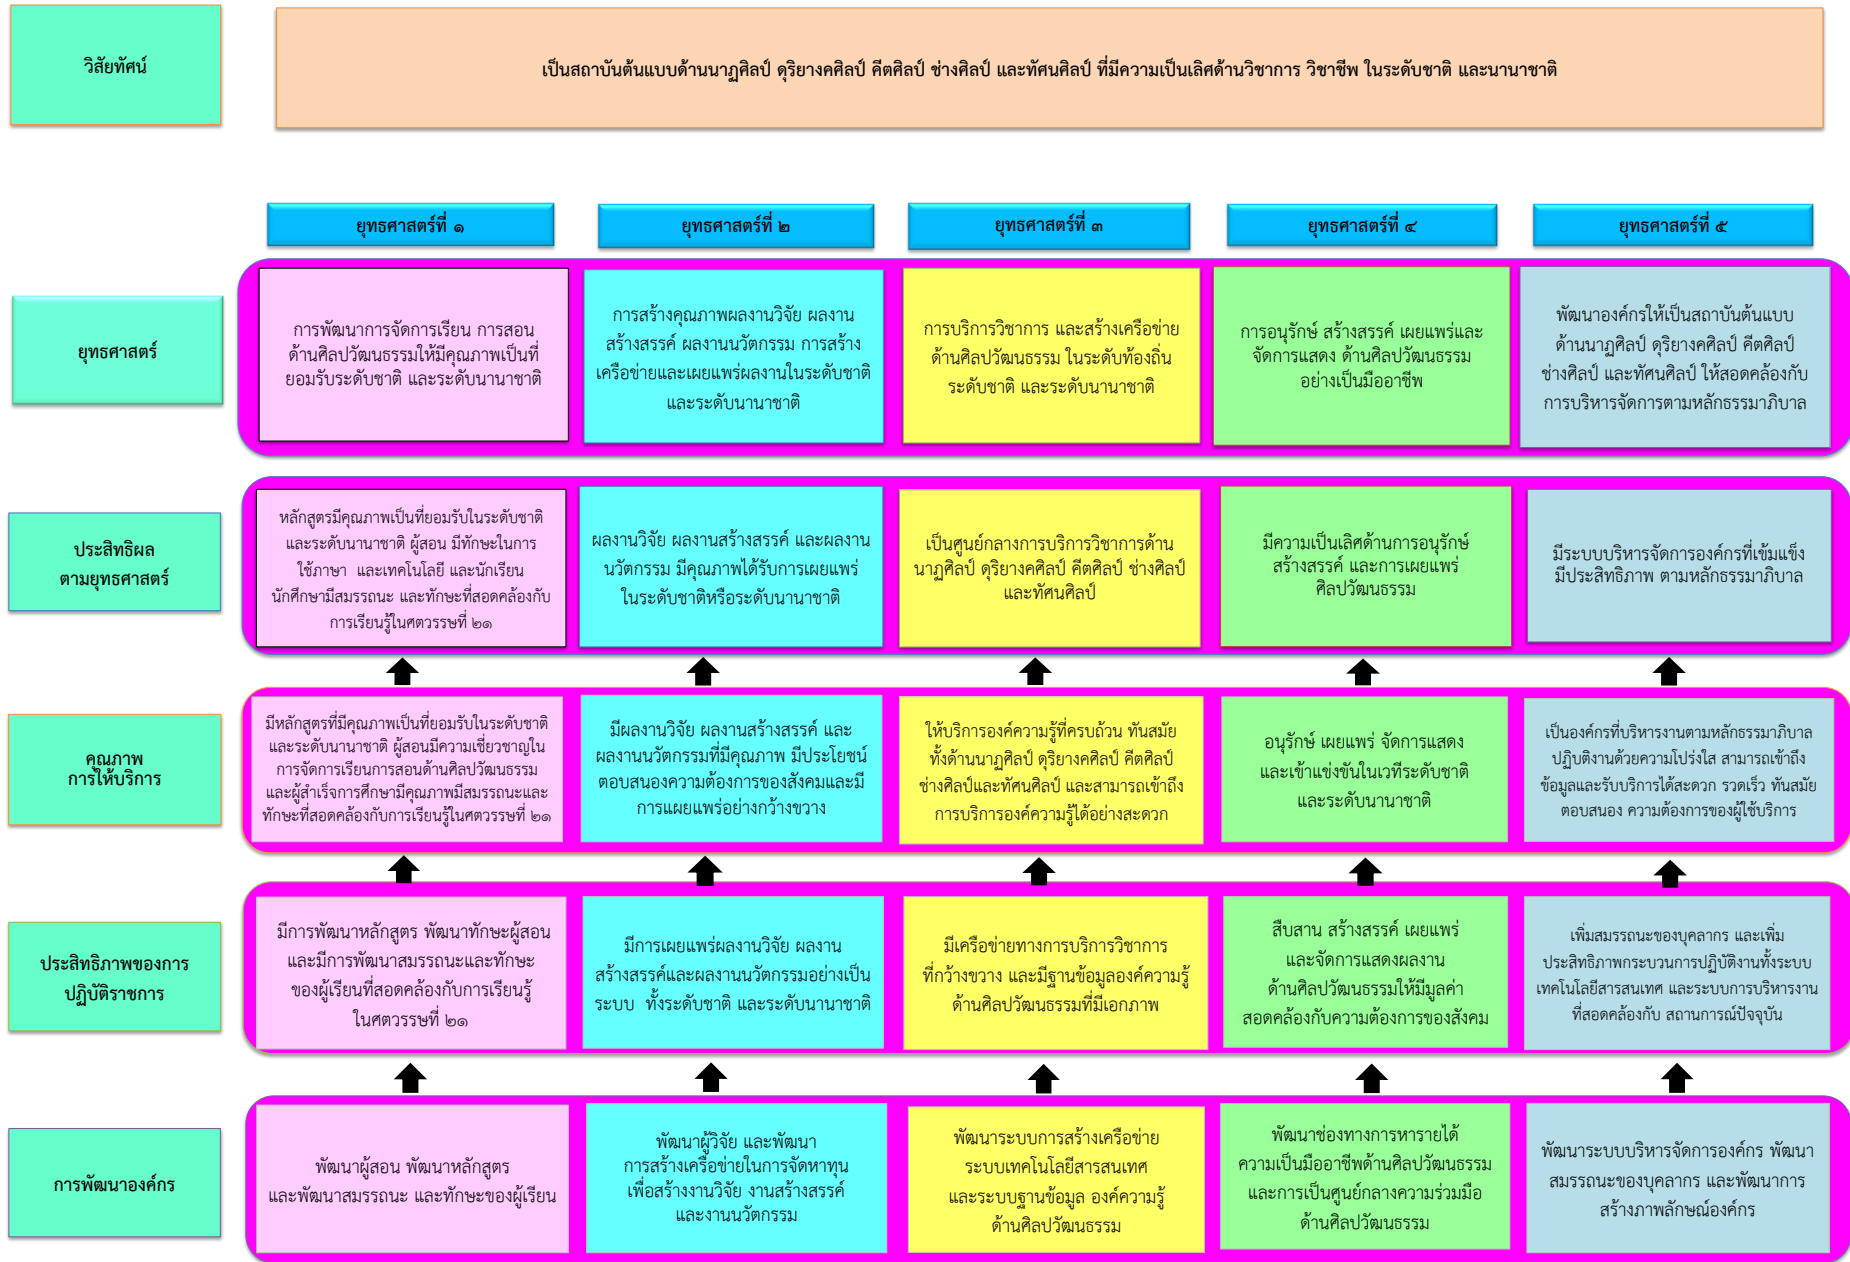 วิสัยทัศน์
เป็นสถาบันต้นแบบด้านนาฏศิลป์ ดุริยางคศิลป์ คีตศิลป์ ช่างศิลป์ และทัศนศิลป์ ที่มีความเป็นเลิศด้านวิชาการ วิชาชีพ ในระดับชาติ และนานาชาติ
ยุทธศาสตร์ที่ ๑
ยุทธศาสตร์ที่ ๒
ยุทธศาสตร์ที่ ๓
ยุทธศาสตร์ที่ ๔
ยุทธศาสตร์ที่ ๕
ยุทธศาสตร์
การพัฒนาการจัดการเรียน การสอน
ด้านศิลปวัฒนธรรมให้มีคุณภาพเป็นที่
ยอมรับระดับชาติ และระดับนานาชาติ
การสร้างคุณภาพผลงานวิจัย ผลงาน
สร้างสรรค์ ผลงานนวัตกรรม การสร้าง
เครือข่ายและเผยแพร่ผลงานในระดับชาติ
และระดับนานาชาติ
การบริการวิชาการ และสร้างเครือข่าย
ด้านศิลปวัฒนธรรม ในระดับท้องถิ่น
ระดับชาติ และระดับนานาชาติ
การอนุรักษ์ สร้างสรรค์ เผยแพร่และ
จัดการแสดง ด้านศิลปวัฒนธรรม
อย่างเป็นมืออาชีพ
พัฒนาองค์กรให้เป็นสถาบันต้นแบบ
ด้านนาฏศิลป์ ดุริยางคศิลป์ คีตศิลป์
ช่างศิลป์ และทัศนศิลป์ ให้สอดคล้องกับ
การบริหารจัดการตามหลักธรรมาภิบาล
ประสิทธิผล
ตามยุทธศาสตร์
หลักสูตรมีคุณภาพเป็นที่ยอมรับในระดับชาติ
และระดับนานาชาติ ผู้สอน มีทักษะในการ
ใช้ภาษา และเทคโนโลยี และนักเรียน
นักศึกษามีสมรรถนะ และทักษะที่สอดคล้องกับ
การเรียนรู้ในศตวรรษที่ ๒๑
ผลงานวิจัย ผลงานสร้างสรรค์ และผลงาน
นวัตกรรม มีคุณภาพได้รับการเผยแพร่
ในระดับชาติหรือระดับนานาชาติ
เป็นศูนย์กลางการบริการวิชาการด้าน
นาฏศิลป์ ดุริยางคศิลป์ คีตศิลป์ ช่างศิลป์
และทัศนศิลป์
มีความเป็นเลิศด้านการอนุรักษ์
สร้างสรรค์ และการเผยแพร่
ศิลปวัฒนธรรม
มีระบบบริหารจัดการองค์กรที่เข้มแข็ง
มีประสิทธิภาพ ตามหลักธรรมาภิบาล
คุณภาพ
การให้บริการ
มีหลักสูตรที่มีคุณภาพเป็นที่ยอมรับในระดับชาติ
และระดับนานาชาติ ผู้สอนมีความเชี่ยวชาญใน
การจัดการเรียนการสอนด้านศิลปวัฒนธรรม
และผู้สำเร็จการศึกษามีคุณภาพมีสมรรถนะและ
ทักษะที่สอดคล้องกับการเรียนรู้ในศตวรรษที่ ๒๑
มีผลงานวิจัย ผลงานสร้างสรรค์ และ
ผลงานนวัตกรรมที่มีคุณภาพ มีประโยชน์
ตอบสนองความต้องการของสังคมและมี
การแผยแพร่อย่างกว้างขวาง
ให้บริการองค์ความรู้ที่ครบถ้วน ทันสมัย
ทั้งด้านนาฏศิลป์ ดุริยางคศิลป์ คีตศิลป์
ช่างศิลป์และทัศนศิลป์ และสามารถเข้าถึง
การบริการองค์ความรู้ได้อย่างสะดวก
อนุรักษ์ เผยแพร่ จัดการแสดง
และเข้าแข่งขันในเวทีระดับชาติ
และระดับนานาชาติ
เป็นองค์กรที่บริหารงานตามหลักธรรมาภิบาล
ปฏิบัติงานด้วยความโปร่งใส สามารถเข้าถึง
ข้อมูลและรับบริการได้สะดวก รวดเร็ว ทันสมัย
ตอบสนอง ความต้องการของผู้ใช้บริการ
ประสิทธิภาพของการ
ปฏิบัติราชการ
มีการพัฒนาหลักสูตร พัฒนาทักษะผู้สอน
และมีการพัฒนาสมรรถนะและทักษะ
ของผู้เรียนที่สอดคล้องกับการเรียนรู้
ในศตวรรษที่ ๒๑
มีการเผยแพร่ผลงานวิจัย ผลงาน
สร้างสรรค์และผลงานนวัตกรรมอย่างเป็น
ระบบ ทั้งระดับชาติ และระดับนานาชาติ
มีเครือข่ายทางการบริการวิชาการ
ที่กว้างขวาง และมีฐานข้อมูลองค์ความรู้
ด้านศิลปวัฒนธรรมที่มีเอกภาพ
สืบสาน สร้างสรรค์ เผยแพร่
และจัดการแสดงผลงาน
ด้านศิลปวัฒนธรรมให้มีมูลค่า
สอดคล้องกับความต้องการของสังคม
เพิ่มสมรรถนะของบุคลากร และเพิ่ม
ประสิทธิภาพกระบวนการปฏิบัติงานทั้งระบบ
เทคโนโลยีสารสนเทศ และระบบการบริหารงาน
ที่สอดคล้องกับ สถานการณ์ปัจจุบัน
การพัฒนาองค์กร
พัฒนาผู้สอน พัฒนาหลักสูตร
และพัฒนาสมรรถนะ และทักษะของผู้เรียน
พัฒนาผู้วิจัย และพัฒนา
การสร้างเครือข่ายในการจัดหาทุน
เพื่อสร้างงานวิจัย งานสร้างสรรค์
และงานนวัตกรรม
พัฒนาระบบการสร้างเครือข่าย
ระบบเทคโนโลยีสารสนเทศ
และระบบฐานข้อมูล องค์ความรู้
ด้านศิลปวัฒนธรรม
พัฒนาช่องทางการหารายได้
ความเป็นมืออาชีพด้านศิลปวัฒนธรรม
และการเป็นศูนย์กลางความร่วมมือ
ด้านศิลปวัฒนธรรม
พัฒนาระบบบริหารจัดการองค์กร พัฒนา
สมรรถนะของบุคลากร และพัฒนาการ
สร้างภาพลักษณ์องค์กร